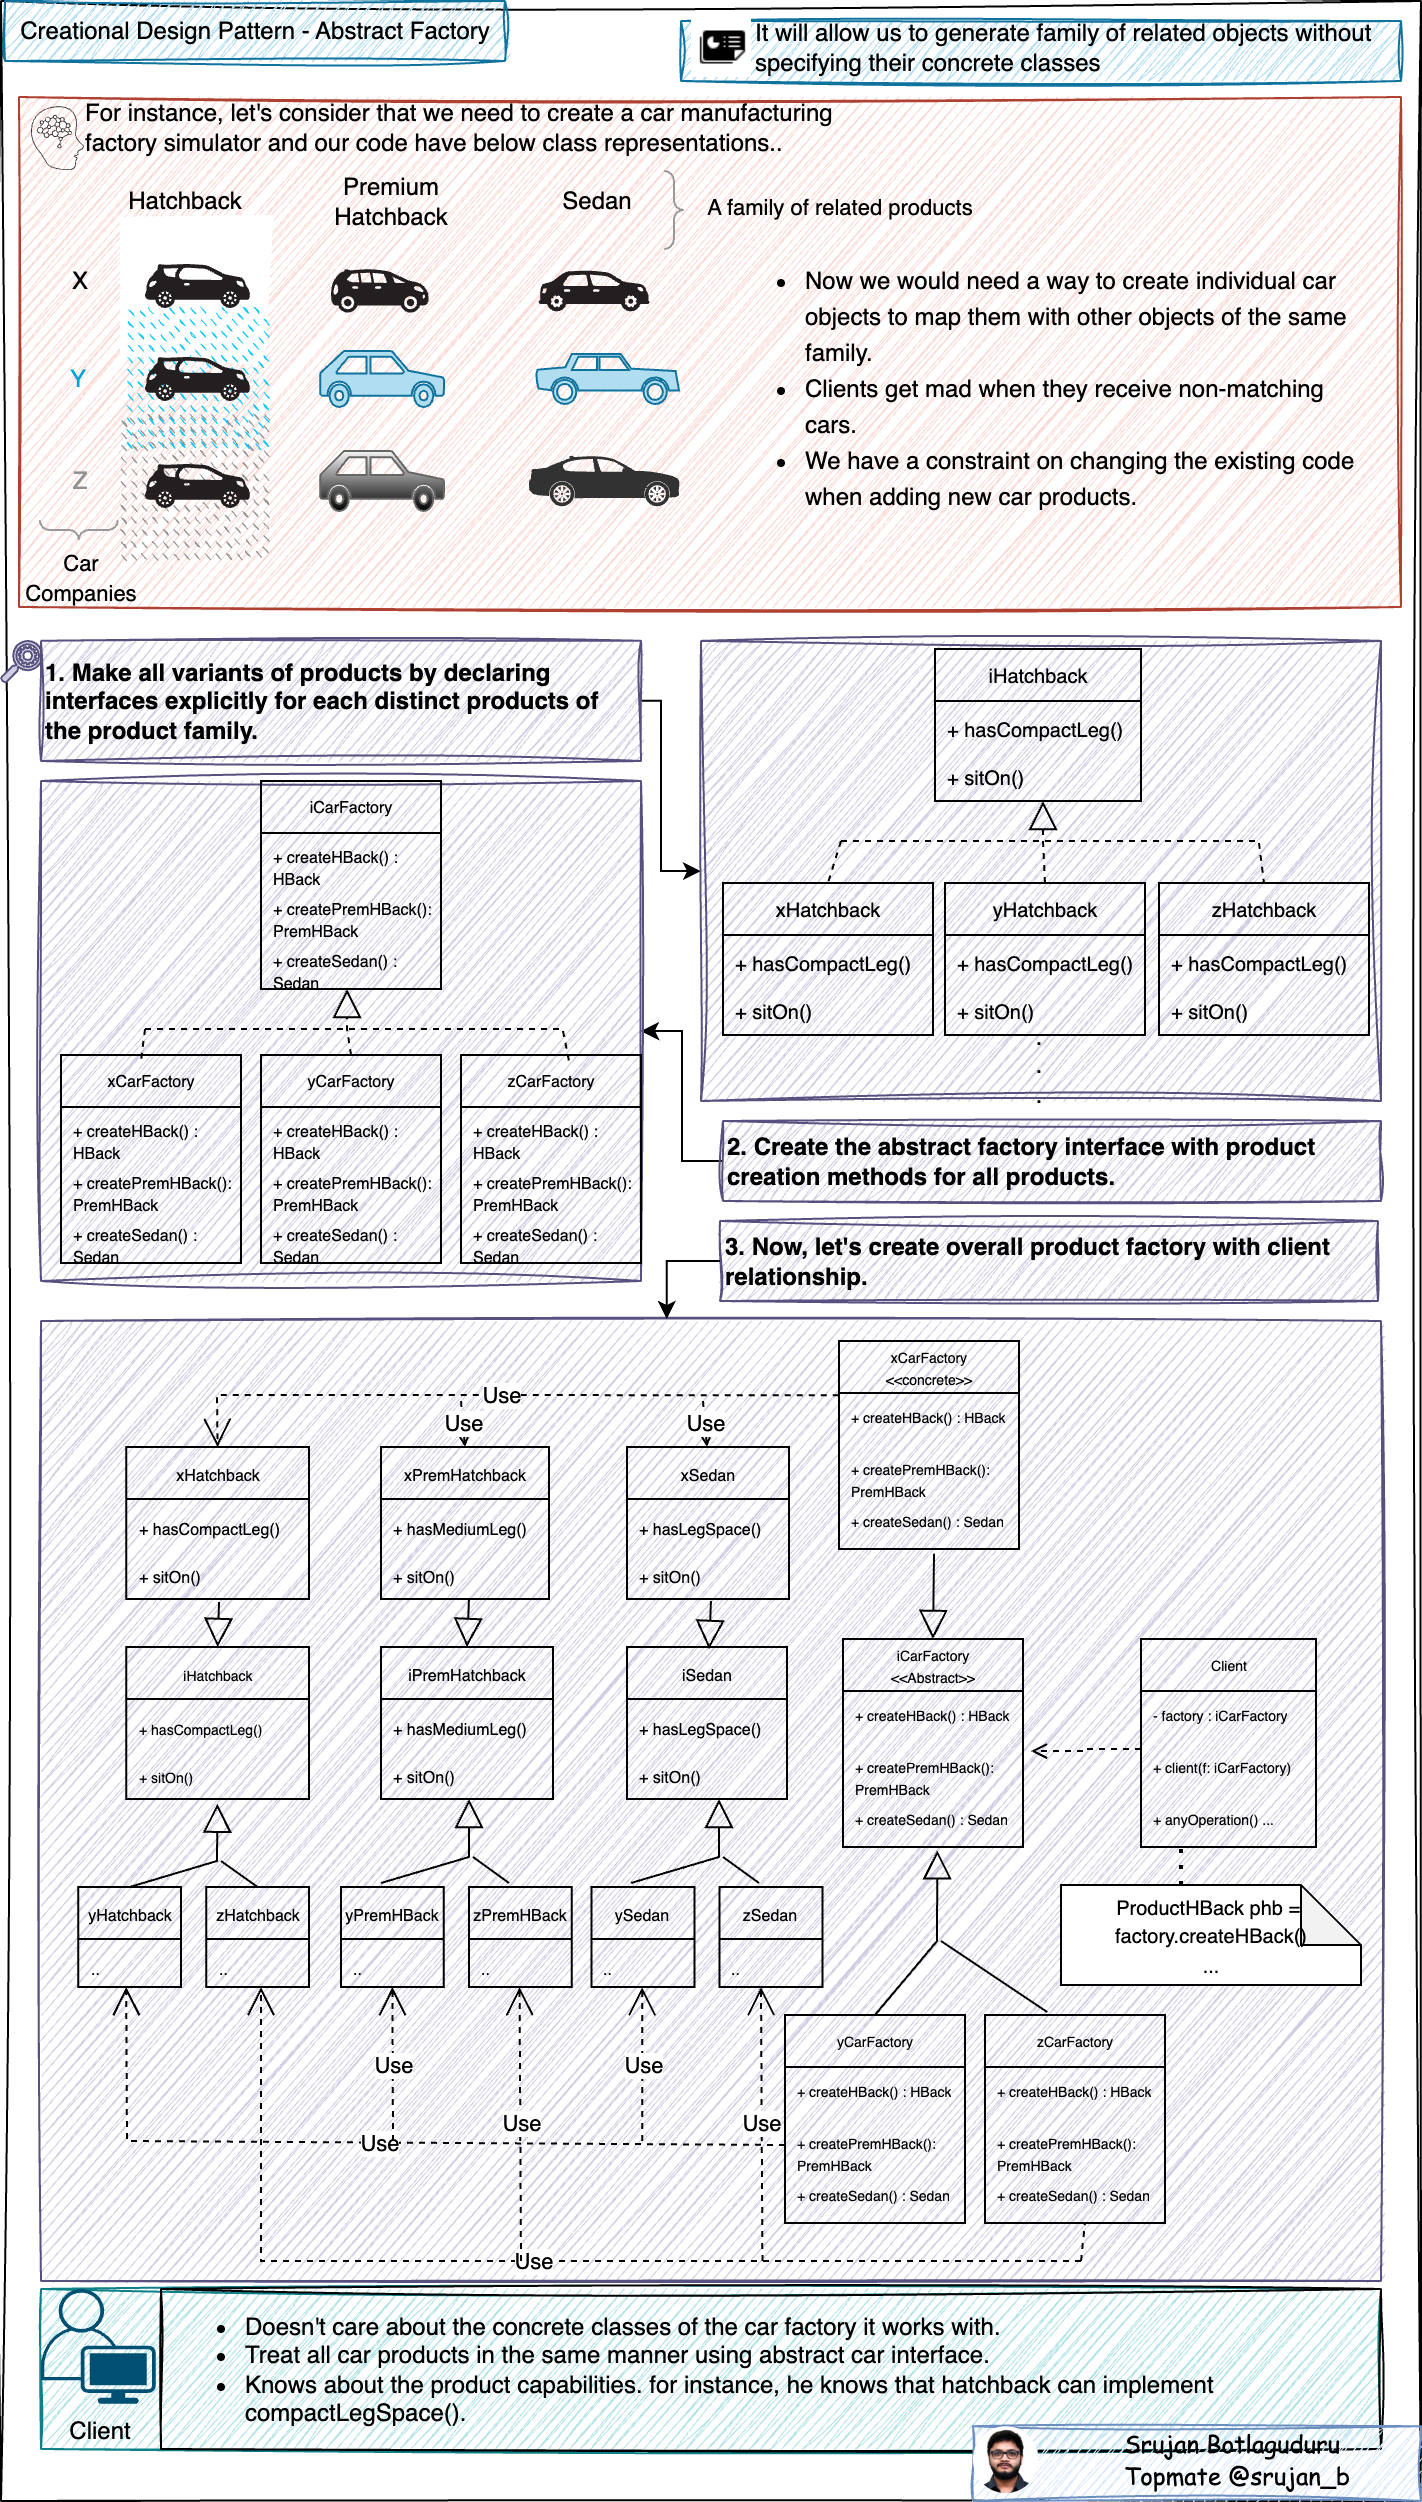 Creational Design Pattern - Abstract Factory
It will allow us to generate family of related objects without
specifying their concrete classes
For instance, let's consider that we need to create a car manufacturing
factory simulator and our code have below class representations..
Hatchback
Premium
Hatchback
Sedan
A family of related products
X
Y
Z
Car
Companies
Now we would need a way to create individual car
objects to map them with other objects of the same
family.
Clients get mad when they receive non-matching
cars.
We have a constraint on changing the existing code
when adding new car products.
1. Make all variants of products by declaring
interfaces explicitly for each distinct products of
the product family.
iHatchback
+ hasCompactLeg()
+ sitOn()
xHatchback
+ hasCompactLeg()
+ sitOn()
yHatchback
+ hasCompactLeg()
+ sitOn()
zHatchback
+ hasCompactLeg()
+ sitOn()
.
.
.
iCarFactory
+ createHBack() :
HBack
+ createPremHBack():
PremHBack
+ createSedan() :
Sedan
xCarFactory
+ createHBack() :
HBack
+ createPremHBack():
PremHBack
+ createSedan() :
Sedan
yCarFactory
+ createHBack() :
HBack
+ createPremHBack():
PremHBack
+ createSedan() :
Sedan
zCarFactory
+ createHBack() :
HBack
+ createPremHBack():
PremHBack
+ createSedan() :
Sedan
2. Create the abstract factory interface with product
creation methods for all products.
3. Now, let's create overall product factory with client
relationship.
xCarFactory
<<concrete>>
+ createHBack() : HBack
+ createPremHBack():
PremHBack
+ createSedan() : Sedan
Use
Use
Use
xHatchback
+ hasCompactLeg()
+ sitOn()
xPremHatchback
+ hasMediumLeg()
+ sitOn()
xSedan
+ hasLegSpace()
+ sitOn()
iHatchback
+ hasCompactLeg()
+ sitOn()
iPremHatchback
+ hasMediumLeg()
+ sitOn()
iSedan
+ hasLegSpace()
+ sitOn()
iCarFactory
<<Abstract>>
+ createHBack() : HBack
+ createPremHBack():
PremHBack
+ createSedan() : Sedan
Client
- factory : iCarFactory
+ client(f: iCarFactory)
+ anyOperation() ...
yHatchback
..
zHatchback
..
yPremHBack
..
zPremHBack
..
ySedan
..
zSedan
..
ProductHBack phb =
factory.createHBack()
...
yCarFactory
+ createHBack() : HBack
+ createPremHBack():
PremHBack
+ createSedan() : Sedan
zCarFactory
+ createHBack() : HBack
+ createPremHBack():
PremHBack
+ createSedan() : Sedan
Use
Use
Use
Use
Use
Use
Client
Doesn't care about the concrete classes of the car factory it works with.
Treat all car products in the same manner using abstract car interface.
Knows about the product capabilities. for instance, he knows that hatchback can implement
compactLegSpace().
Srujan Botlaguduru
Topmate @srujan_b